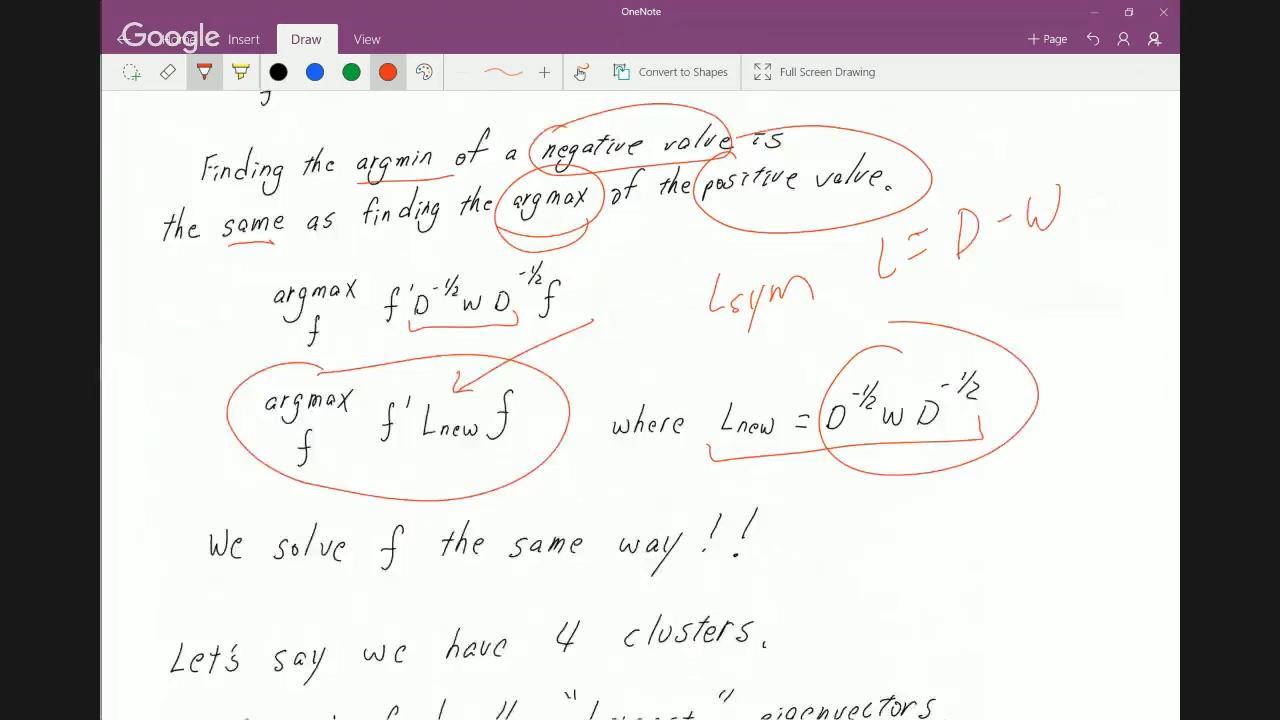 OneNote
Google
Insert Draw View
+ Page
Convert to Shapes Full Screen Drawing
Finding the argmin of a negative value is
the same as finding the argmax of the positive value.
L = D - W
argmax f' D^-1/2 W D^-1/2 f
f
Lsym
argmax f' Lnew f where Lnew = D^-1/2 W D^-1/2
f
We solve f the same way!!
Let's say we have 4 clusters.
eigenvectors.